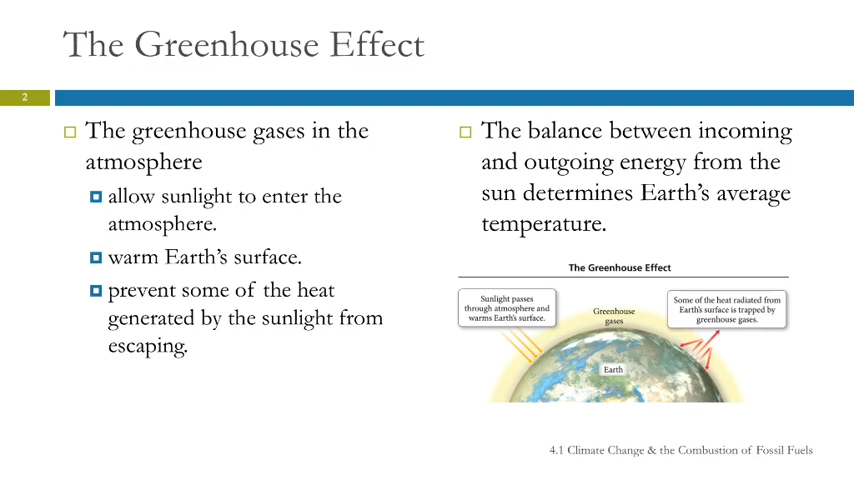 The Greenhouse Effect
2
The greenhouse gases in the
atmosphere
allow sunlight to enter the
atmosphere.
warm Earth's surface.
prevent some of the heat
generated by the sunlight from
escaping.
The balance between incoming
and outgoing energy from the
sun determines Earth's average
temperature.
The Greenhouse Effect
Sunlight passes
through atmosphere and
warms Earth's surface.
Greenhouse
gases
Some of the heat radiated from
Earth's surface is trapped by
greenhouse gases.
Earth
4.1 Climate Change & the Combustion of Fossil Fuels